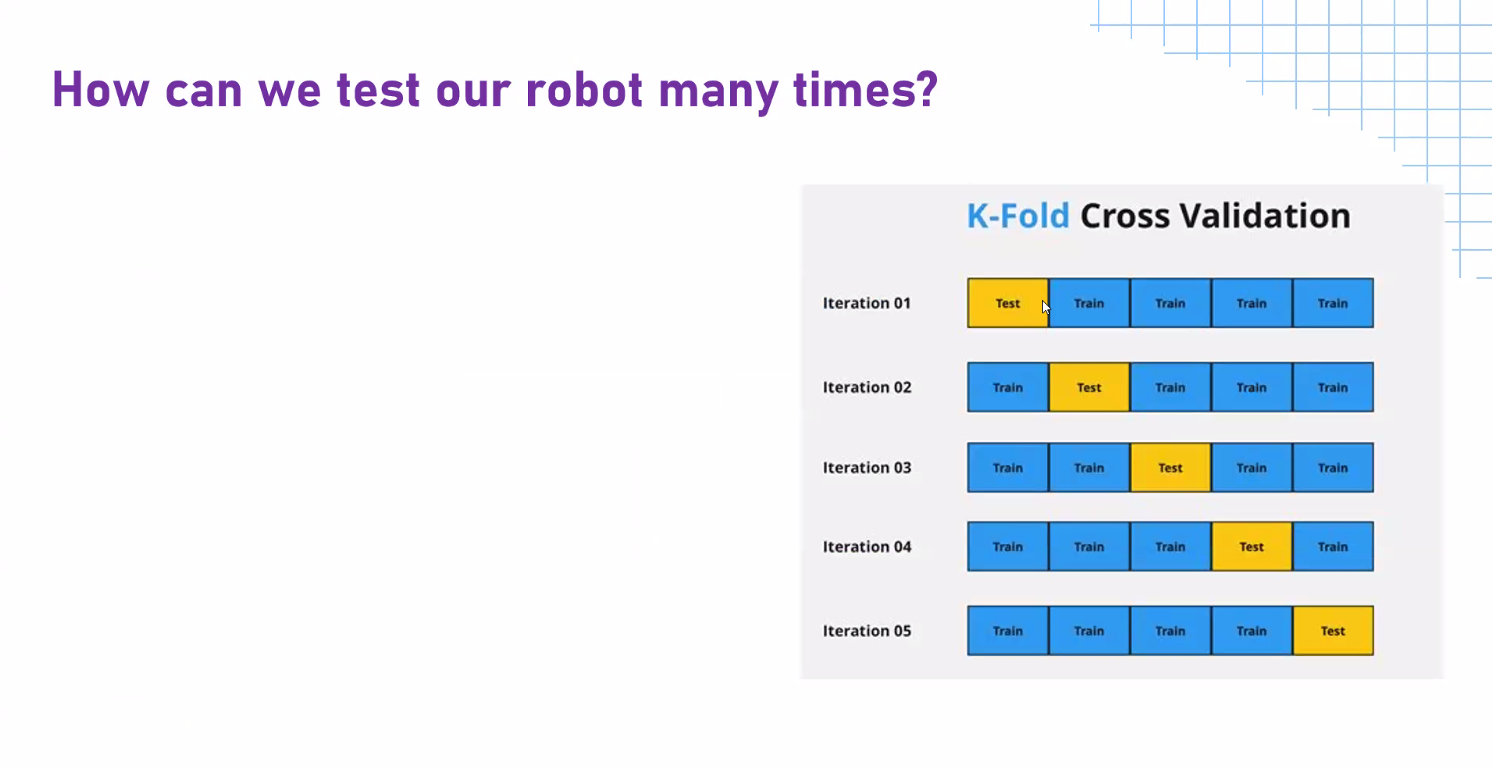 How can we test our robot many times?
K-Fold Cross Validation
Iteration 01 Test Train Train Train Train
Iteration 02 Train Test Train Train Train
Iteration 03 Train Train Test Train Train
Iteration 04 Train Train Train Test Train
Iteration 05 Train Train Train Train Test